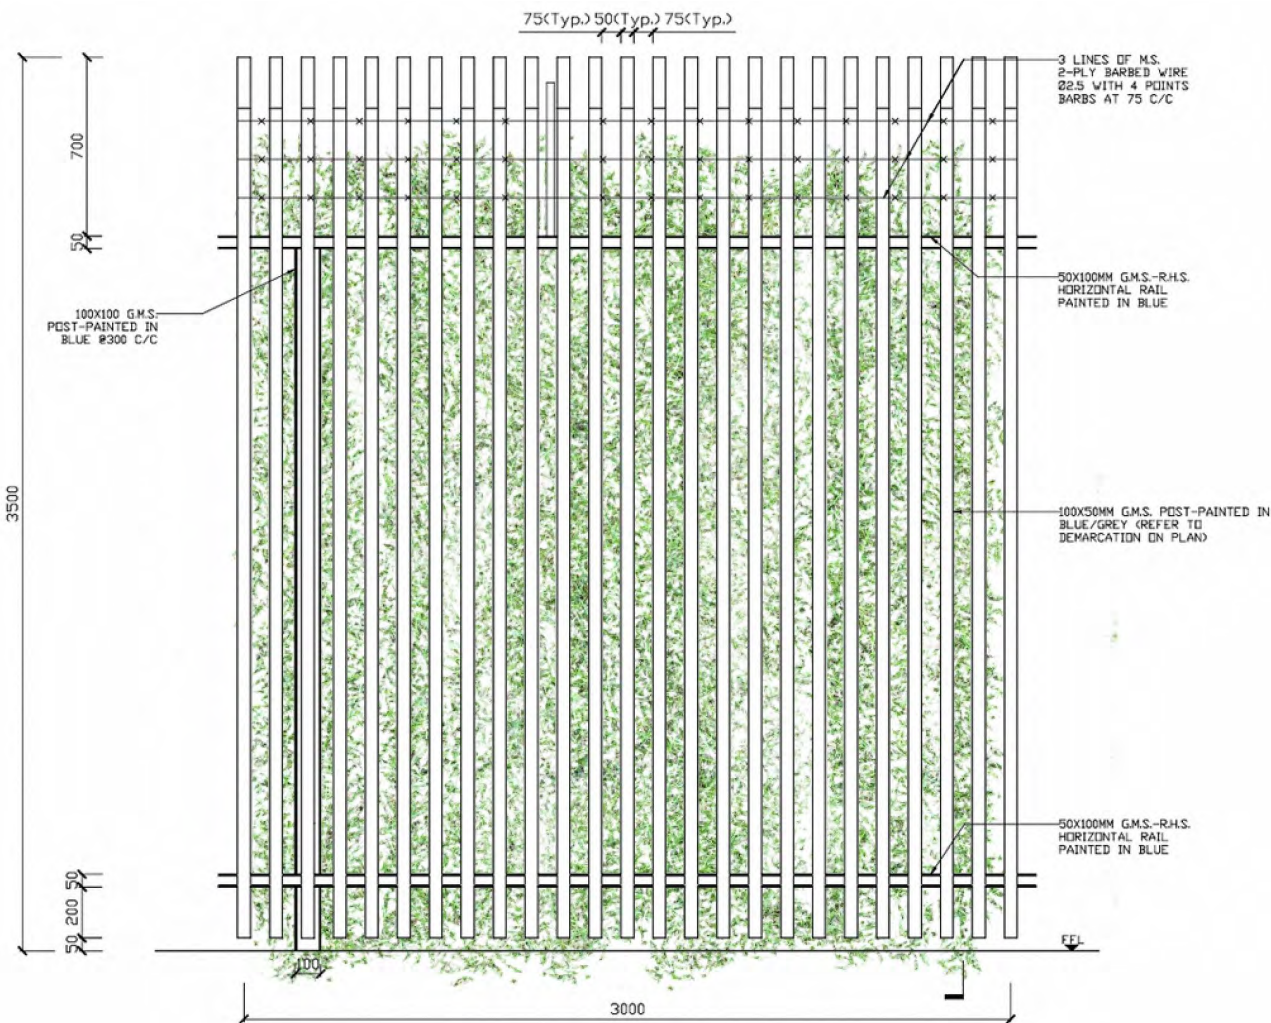 75(Typ.) 50(Typ.) 75(Typ.)
3 LINES OF M.S.
2-PLY BARBED WIRE
Ø2.5 WITH 4 POINTS
BARBS AT 75 C/C
700
50
50X100MM G.M.S.-R.H.S.
HORIZONTAL RAIL
PAINTED IN BLUE
100X100 G.M.S.
POST-PAINTED IN
BLUE @300 C/C
3500
100X50MM G.M.S. POST-PAINTED IN
BLUE/GREY (REFER TO
DEMARCATION ON PLAN)
50X100MM G.M.S.-R.H.S.
HORIZONTAL RAIL
PAINTED IN BLUE
50
200
50
FFL
100
3000